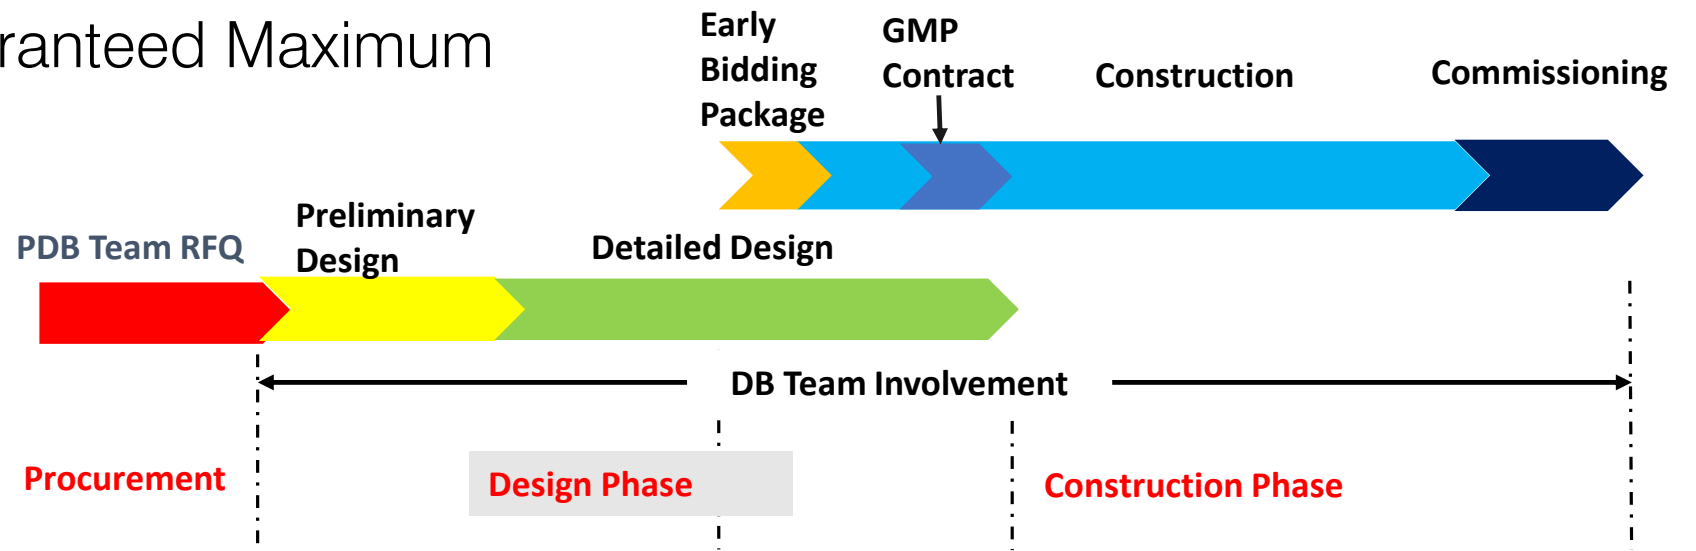 ranteed Maximum
Early
Bidding
Package
GMP
Contract
Construction
Commissioning
PDB Team RFQ
Preliminary
Design
Detailed Design
DB Team Involvement
Procurement
Design Phase
Construction Phase